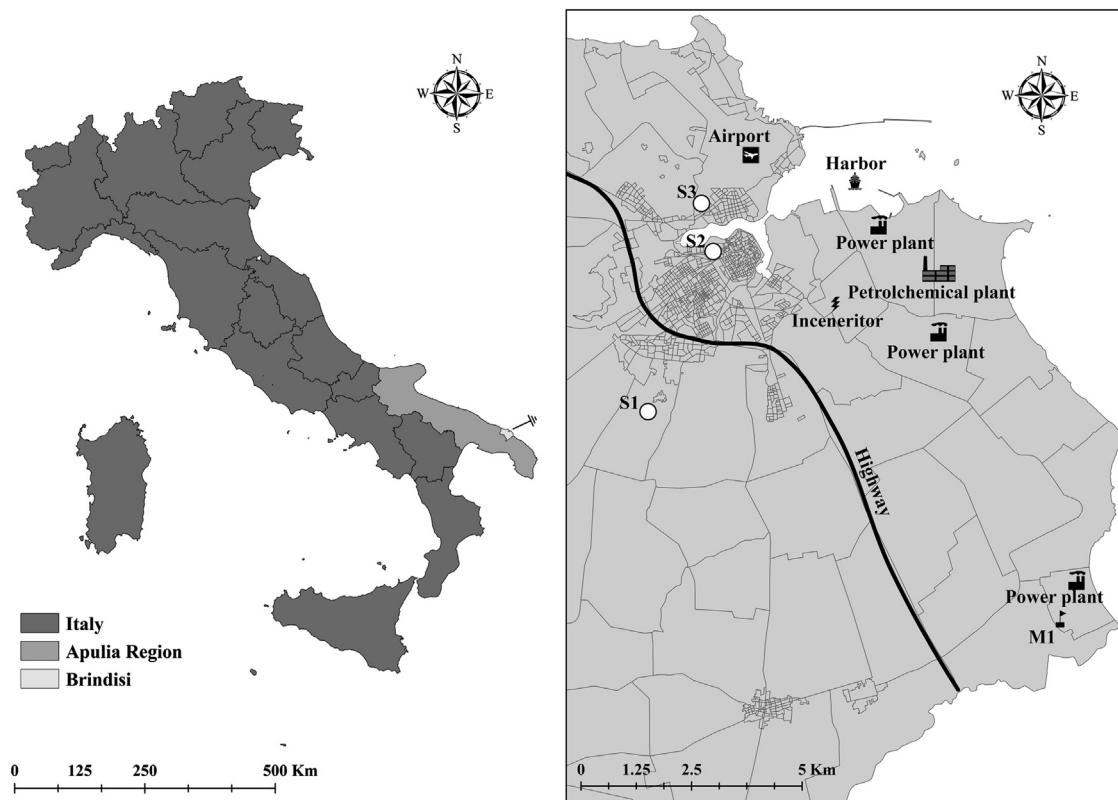 N
W E
S
Italy
Apulia Region
Brindisi
0 125 250 500 Km
N
W E
S
Airport
Harbor
S3
S2
Power plant
Petrolchemical plant
Inceneritor
Power plant
S1
Highway
Power plant
M1
0 1.25 2.5 5 Km